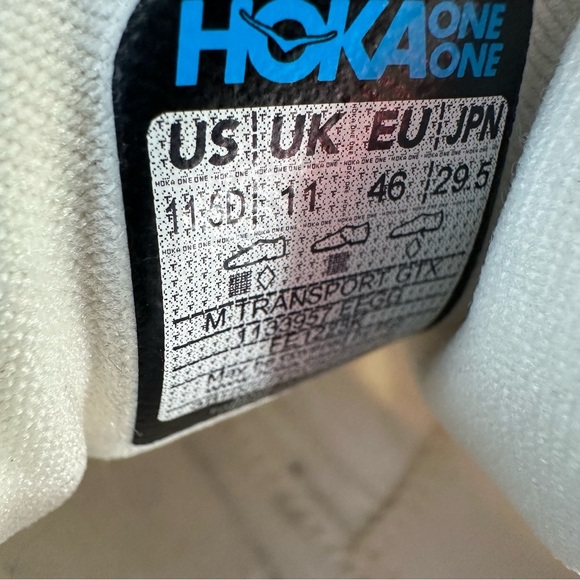 HOKA ONE ONE
US UK EU JPN
11.5D 11 46 29.5
M TRANSPORT GTX
1133957 EEGG